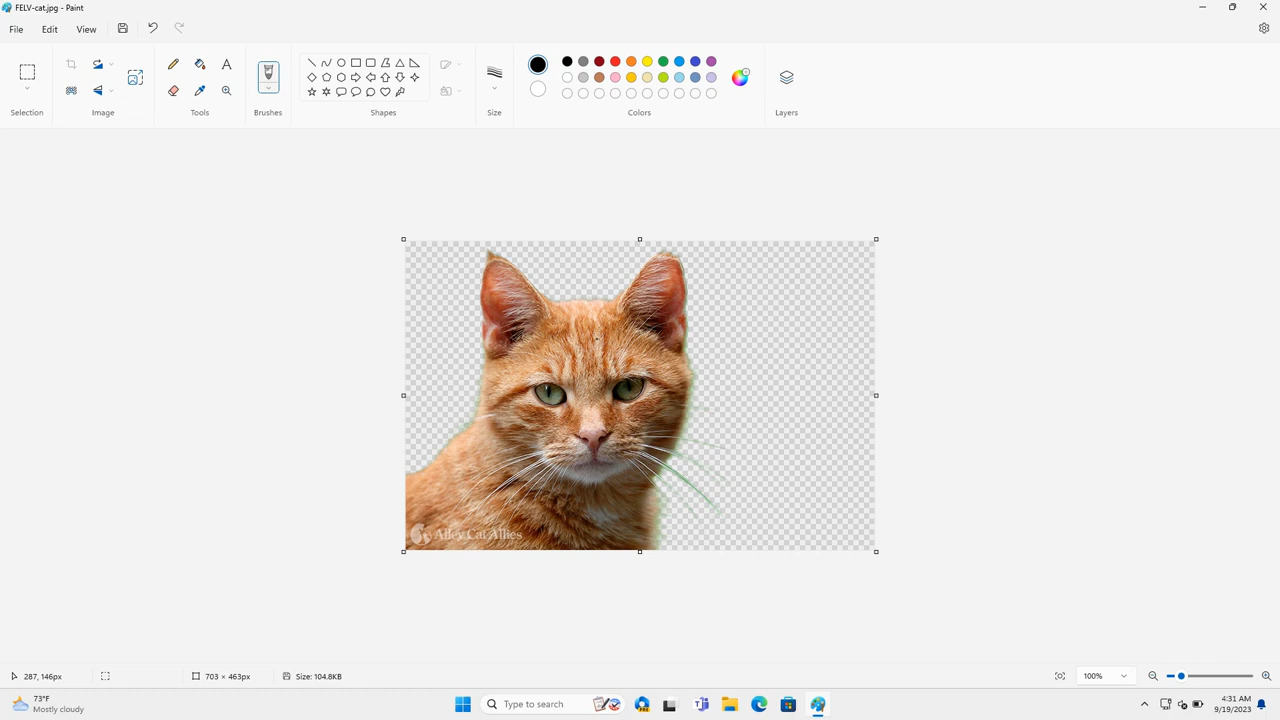 FELV-cat.jpg - Paint
File Edit View
Selection Image Tools Brushes Shapes Size Colors Layers
Alley Cat Allies
287, 146px 703 × 463px Size: 104.8KB 100%
73°F
Mostly cloudy
Type to search
PRE
4:31 AM
9/19/2023